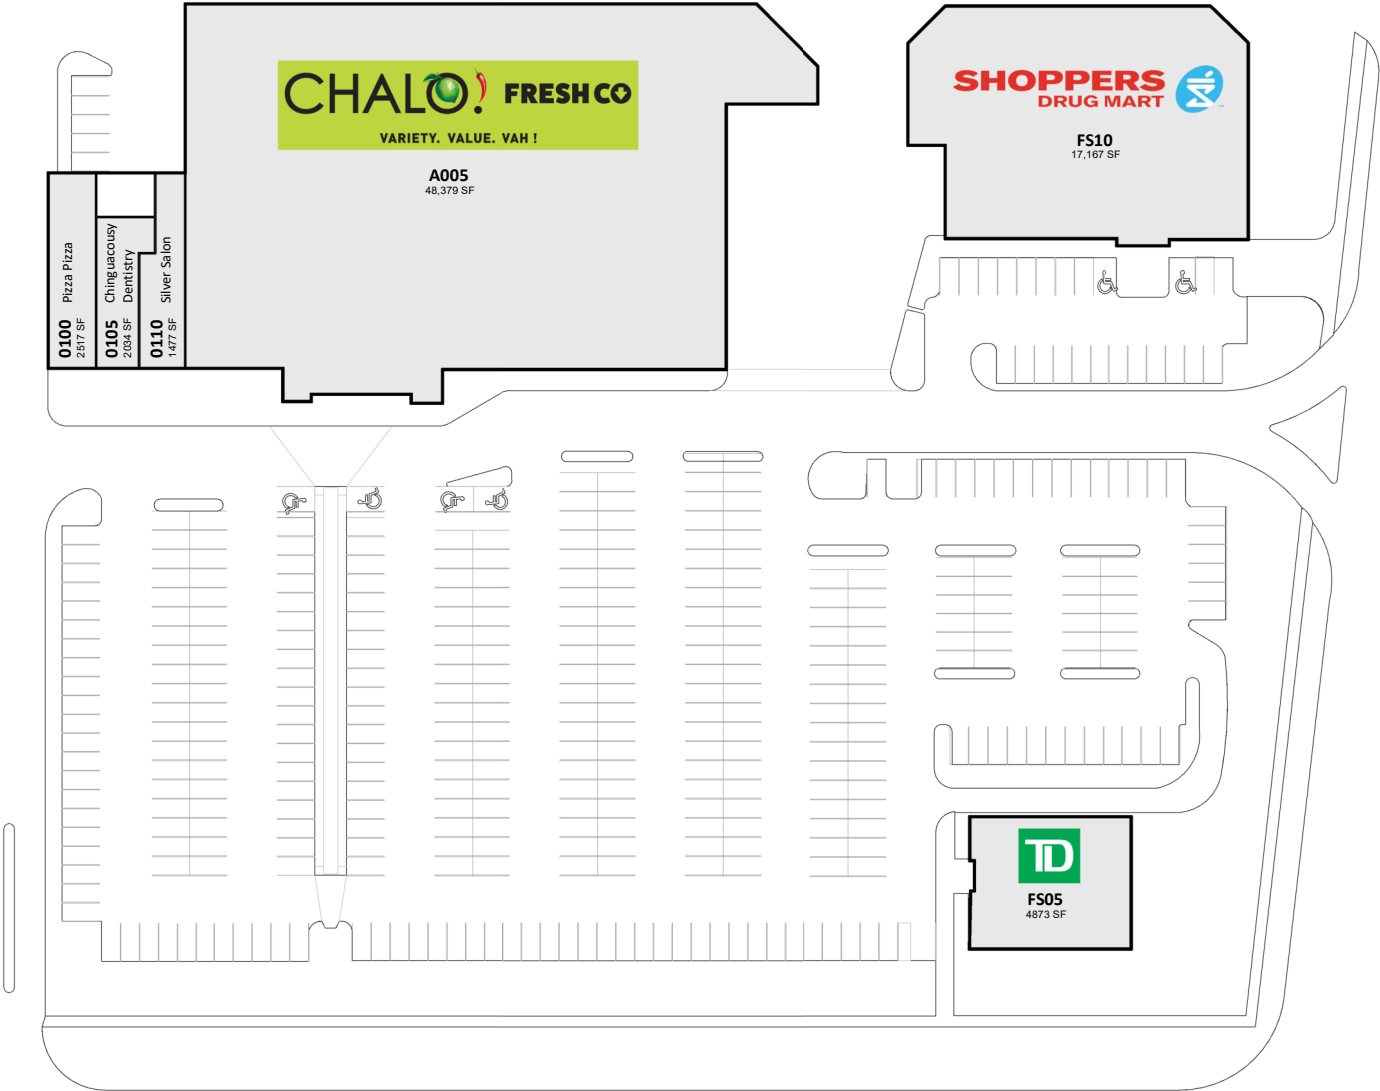 CHALO! FRESHCO
VARIETY. VALUE. VAH !
A005
48,379 SF
SHOPPERS
DRUG MART
FS10
17,167 SF
0100 Pizza Pizza
2517 SF
0105 Chinguacousy
Dentistry
2034 SF
0110 Silver Salon
1477 SF
TD
FS05
4873 SF